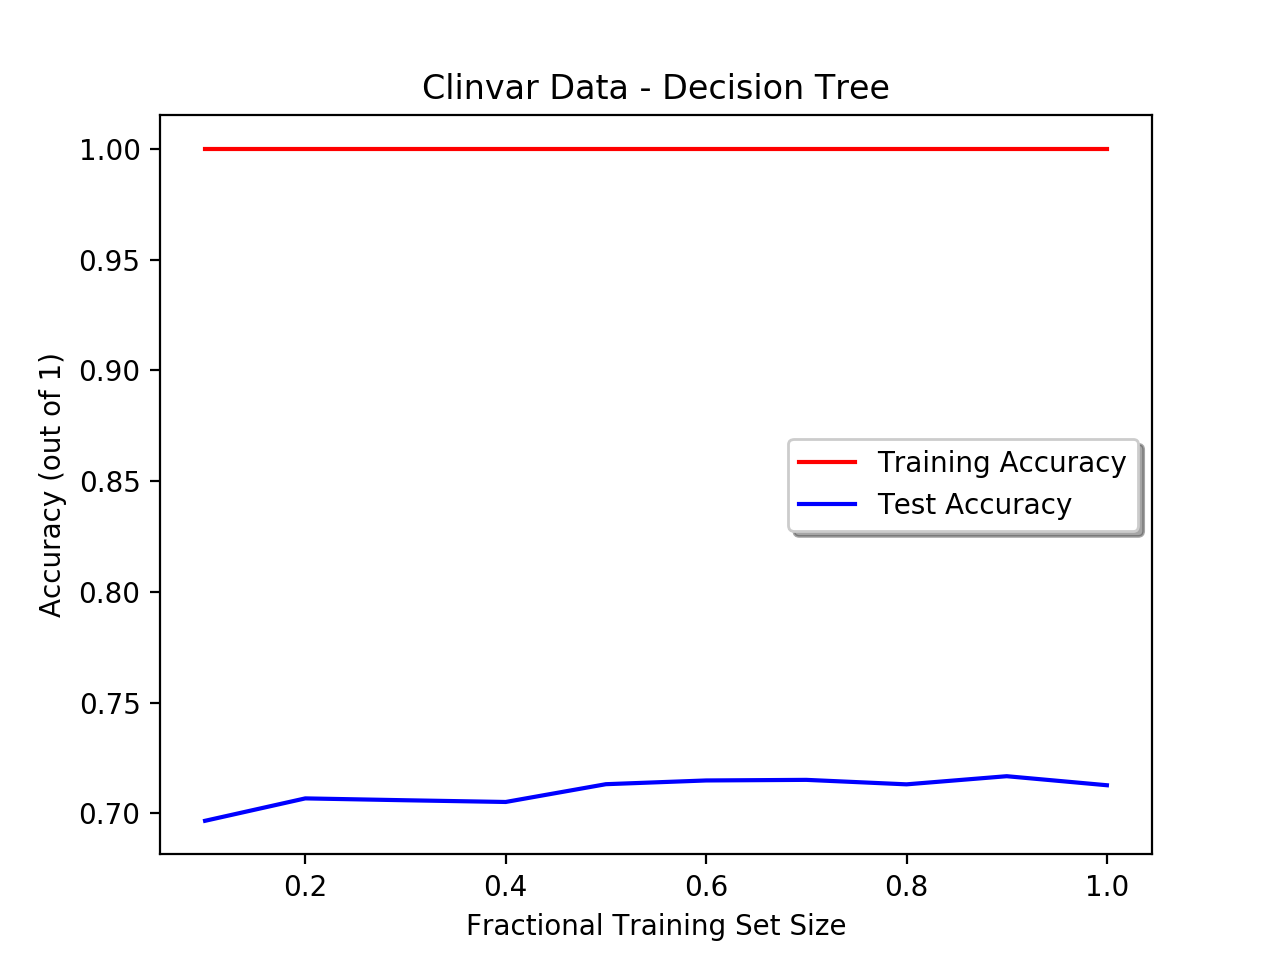 Clinvar Data - Decision Tree
1.00
0.95
0.90
0.85
0.80
0.75
0.70
Accuracy (out of 1)
Training Accuracy
Test Accuracy
0.2 0.4 0.6 0.8 1.0
Fractional Training Set Size